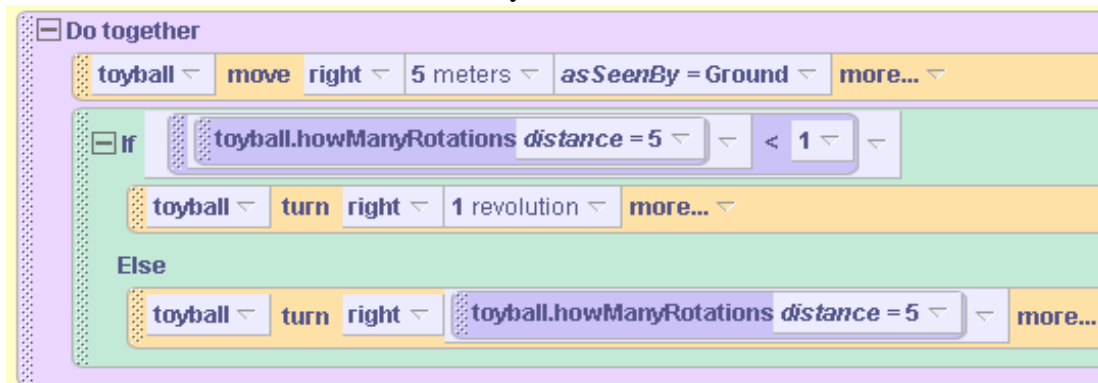 Do together
toyball move right 5 meters asSeenBy = Ground more...
If toyball.howManyRotations distance = 5 < 1
toyball turn right 1 revolution more...
Else
toyball turn right toyball.howManyRotations distance = 5 more...